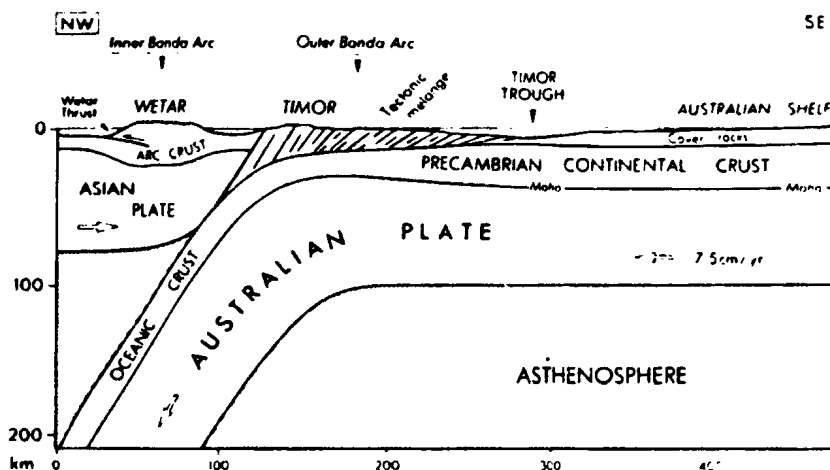 NW
SE
Inner Banda Arc
Outer Banda Arc
Wetar
Thrust
WETAR
TIMOR
Tectonic
melange
TIMOR
TROUGH
AUSTRALIAN SHELF
0
ARC CRUST
Cover rocks
PRECAMBRIAN CONTINENTAL CRUST
Moho
Moho
ASIAN
PLATE
OCEANIC CRUST
AUSTRALIAN PLATE
7.5cm/yr
100
ASTHENOSPHERE
200
km
0
100
200
300